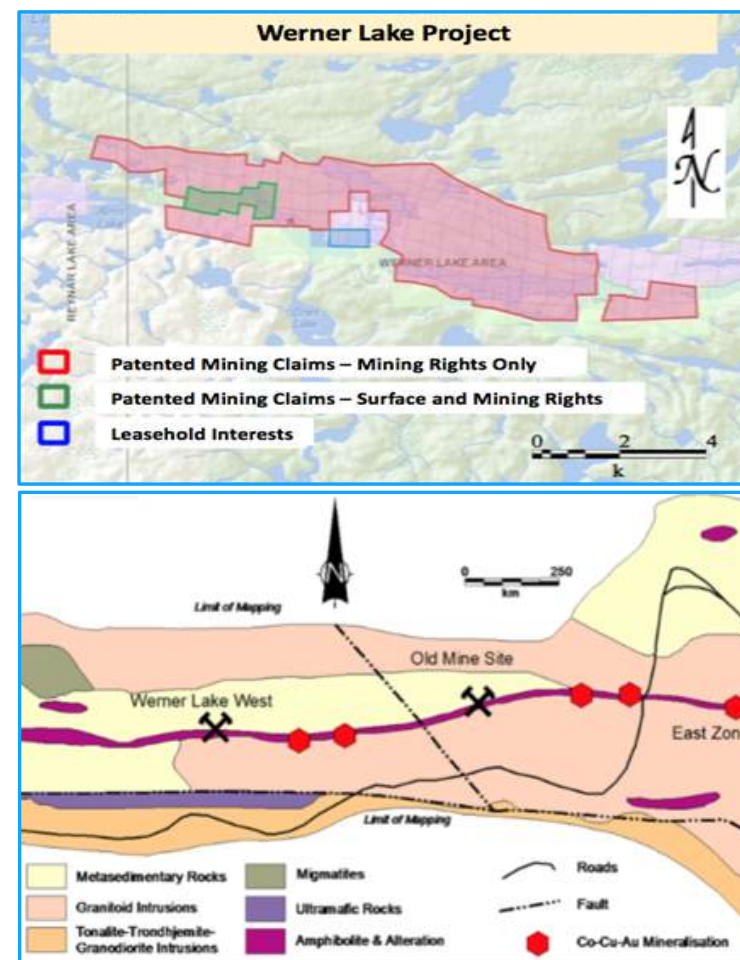 Werner Lake Project
N
REYNAR LAKE AREA
WERNER LAKE AREA
Patented Mining Claims – Mining Rights Only
Patented Mining Claims – Surface and Mining Rights
Leasehold Interests
0 2 4
k
N
0 250
km
Limit of Mapping
Old Mine Site
Werner Lake West
East Zon
Limit of Mapping
Metasedimentary Rocks
Migmatites
Roads
Granitoid Intrusions
Ultramafic Rocks
Fault
Tonalite-Trondhjemite-
Granodiorite Intrusions
Amphibolite & Alteration
Co-Cu-Au Mineralisation